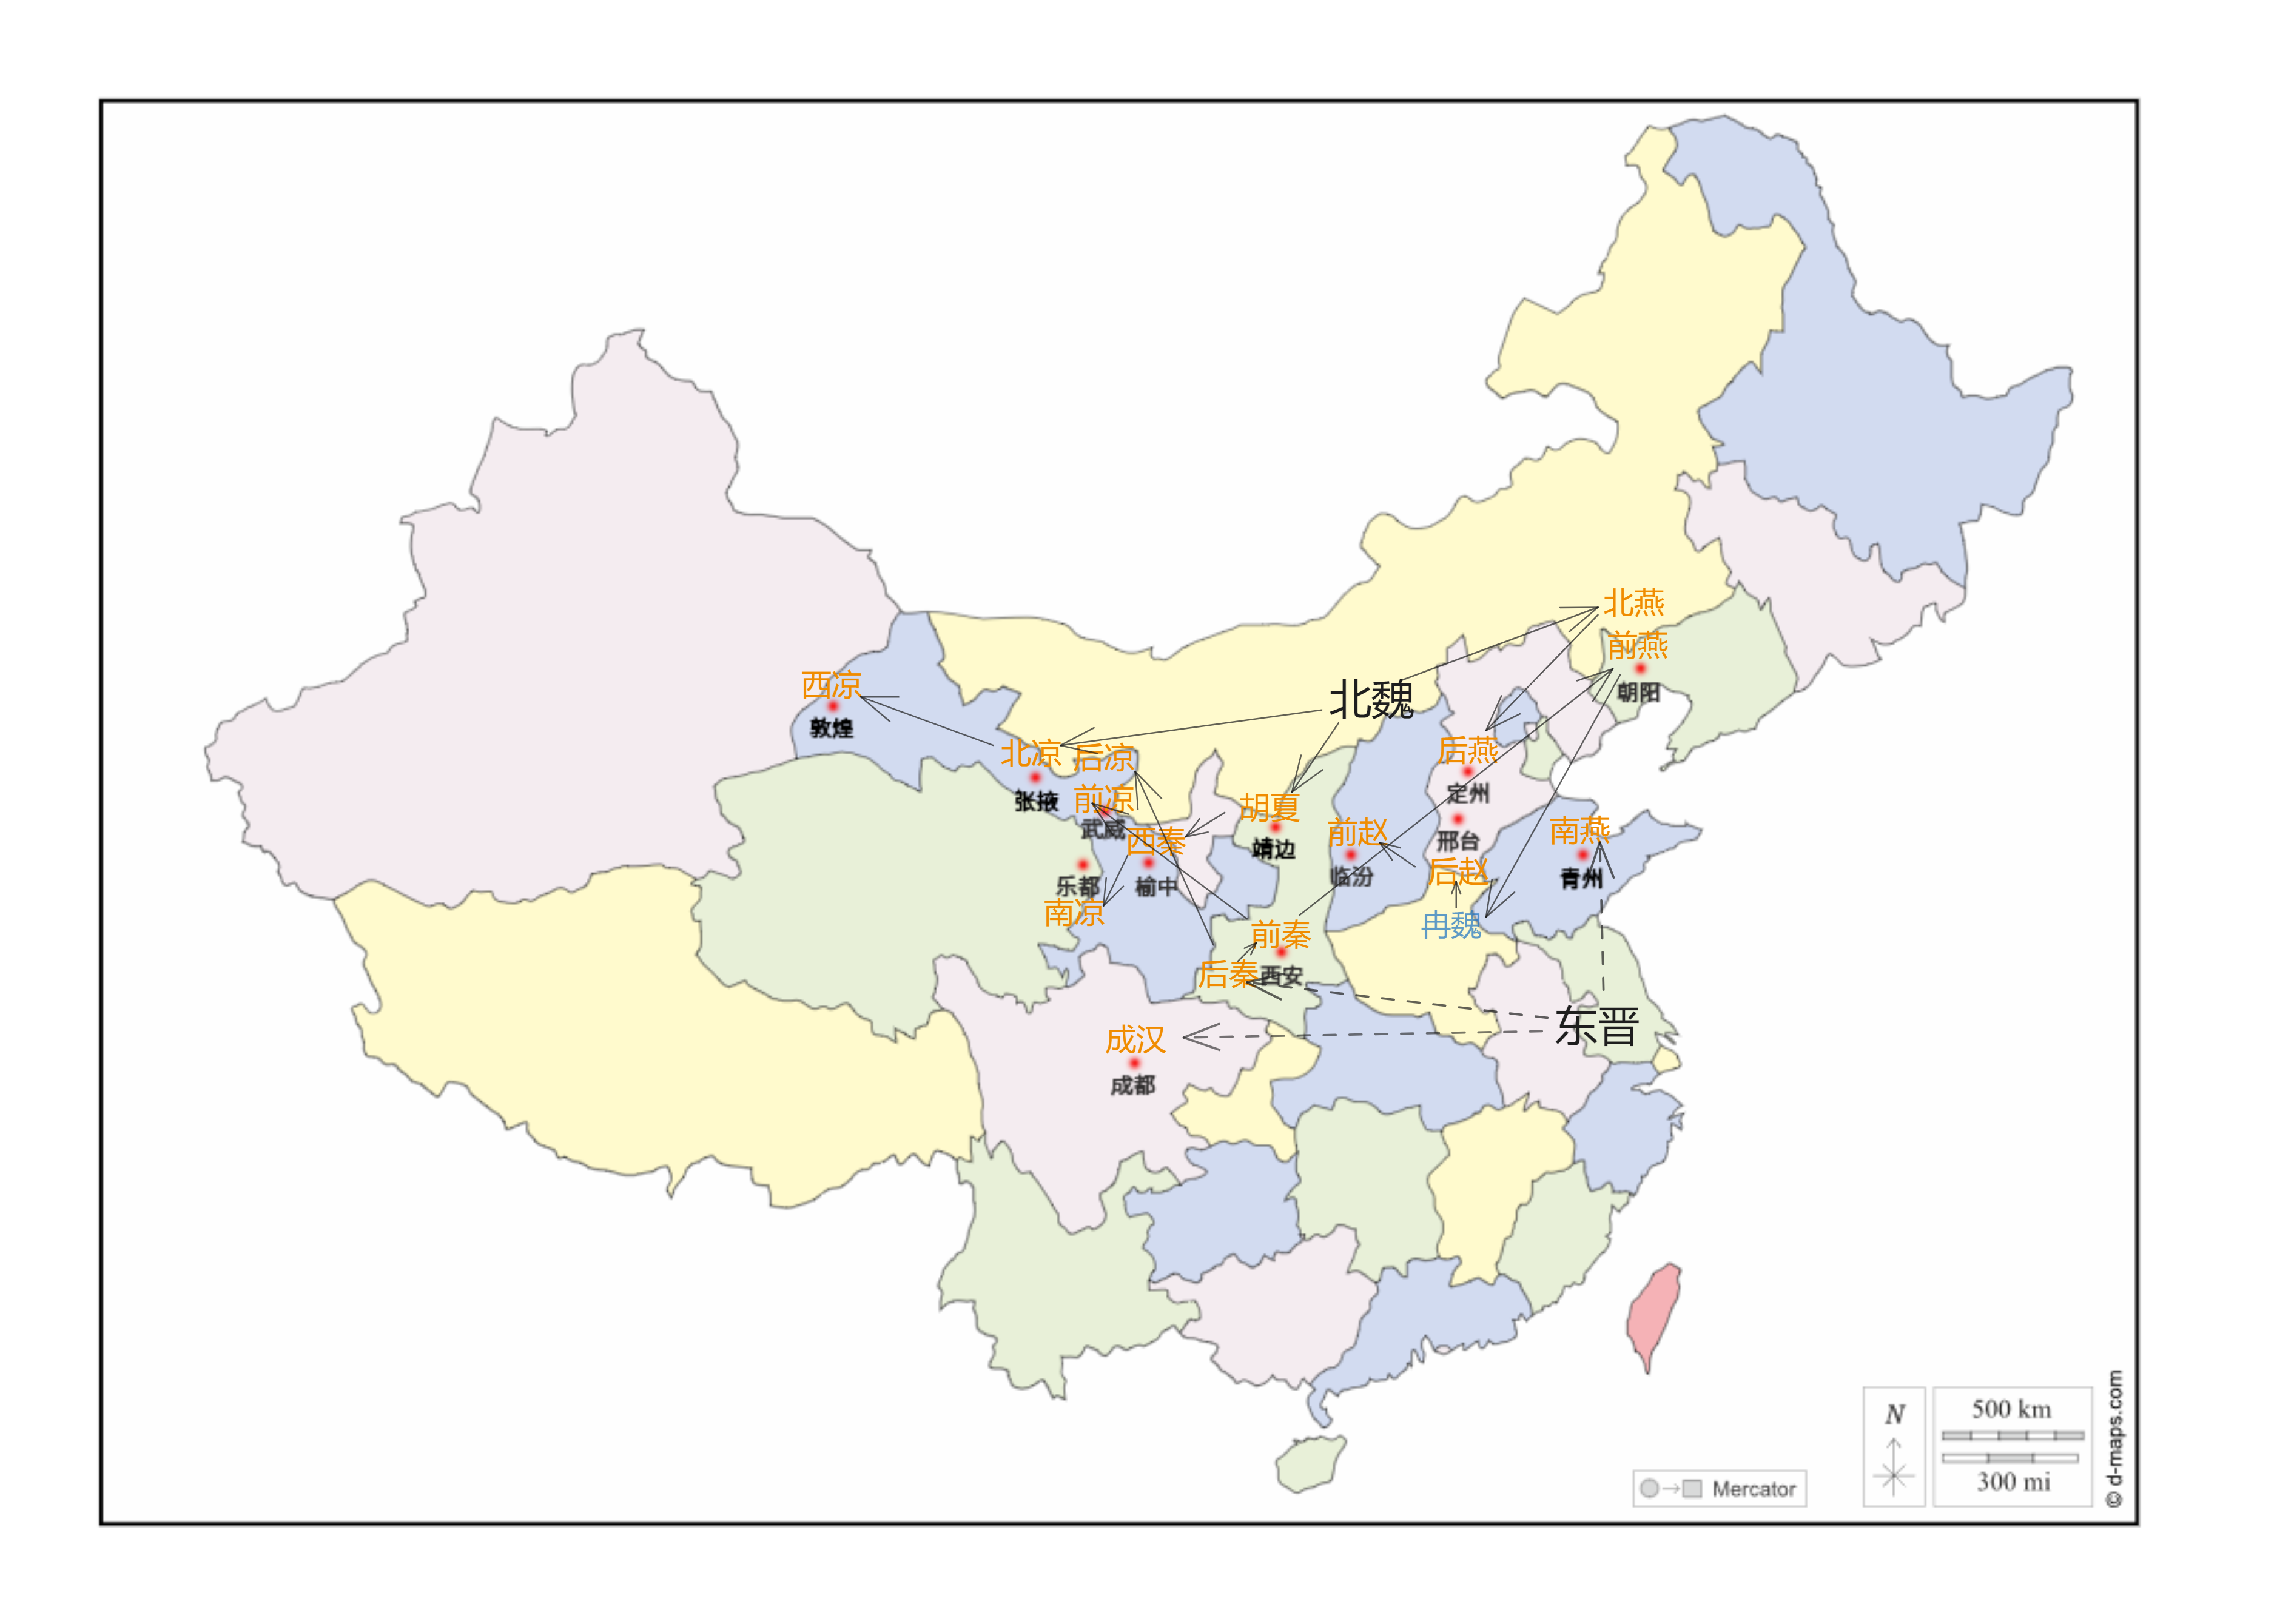 北燕
前燕
朝阳
西凉
敦煌
北魏
北凉
后凉
张掖
后燕
定州
前凉
武威
胡夏
靖边
西秦
榆中
前赵
临汾
邢台
后赵
南燕
青州
乐都
南凉
冉魏
前秦
西安
后秦
东晋
成汉
成都
N
500 km
300 mi
Mercator
© d-maps.com